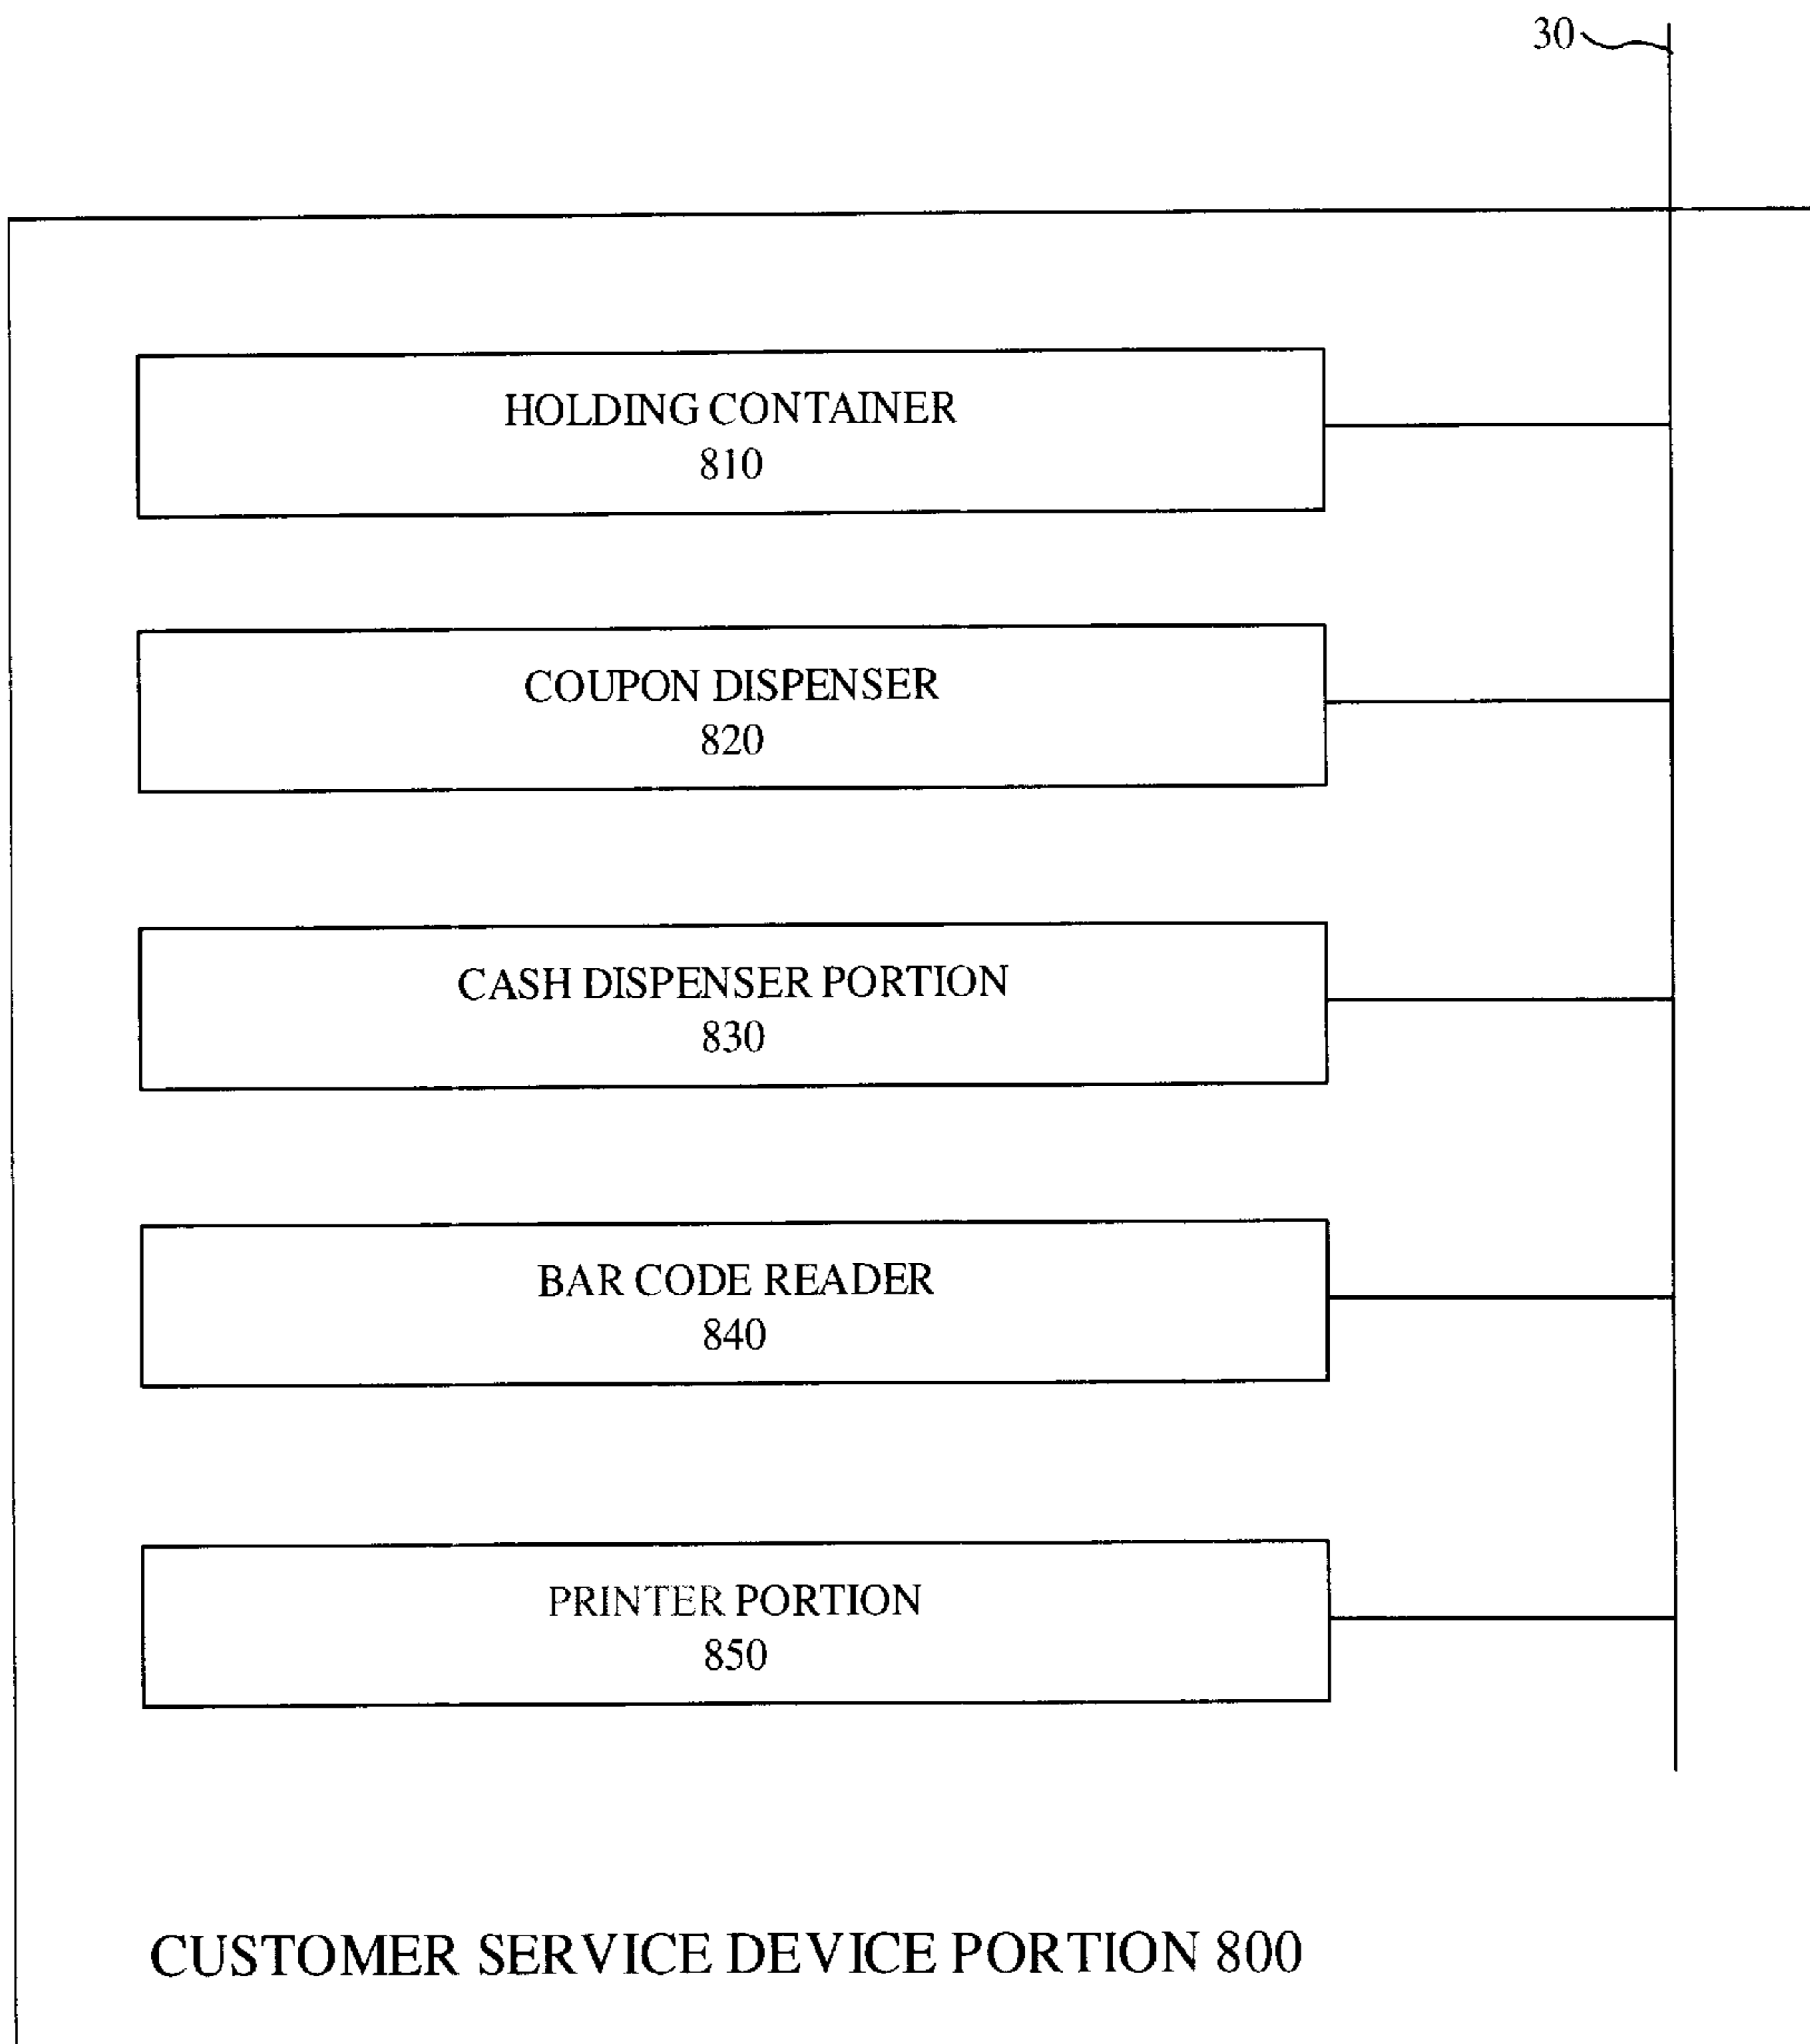 30
HOLDING CONTAINER
810
COUPON DISPENSER
820
CASH DISPENSER PORTION
830
BAR CODE READER
840
PRINTER PORTION
850
CUSTOMER SERVICE DEVICE PORTION 800